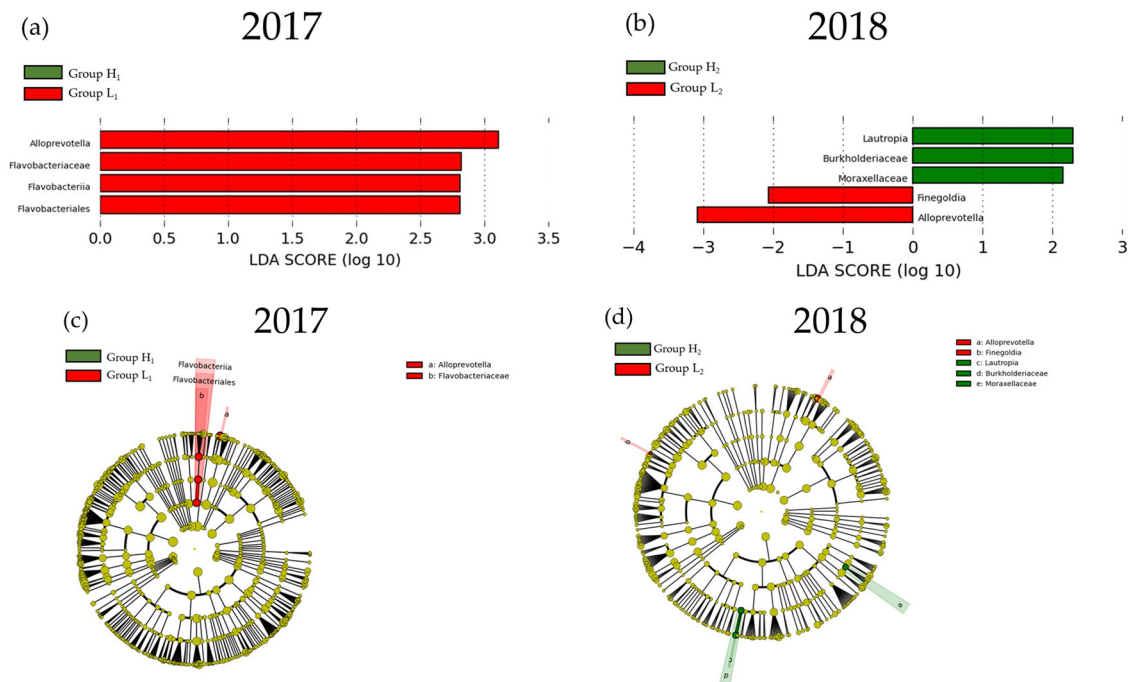 (a)
2017
Group H₁
Group L₁
Alloprevotella
Flavobacteriaceae
Flavobacteriia
Flavobacteriales
0.0 0.5 1.0 1.5 2.0 2.5 3.0 3.5
LDA SCORE (log 10)
(b)
2018
Group H₂
Group L₂
Lautropia
Burkholderiaceae
Moraxellaceae
Finegoldia
Alloprevotella
−4 −3 −2 −1 0 1 2 3
LDA SCORE (log 10)
(c)
2017
Group H₁
Group L₁
Flavobacteriia
Flavobacteriales
b
a
a: Alloprevotella
b: Flavobacteriaceae
(d)
2018
Group H₂
Group L₂
a: Alloprevotella
b: Finegoldia
c: Lautropia
d: Burkholderiaceae
e: Moraxellaceae
a
b
e
c
d